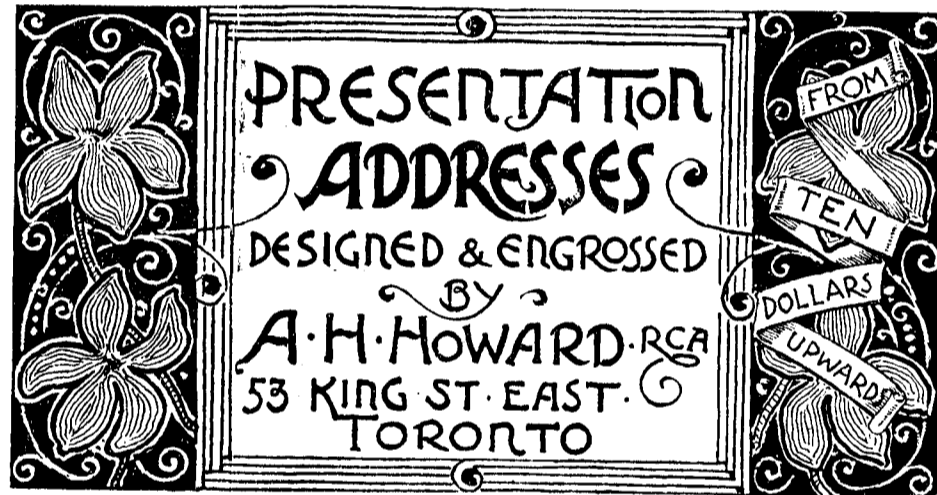 PRESENTATION
ADDRESSES
DESIGNED & ENGROSSED
BY
A·H·HOWARD·RCA
53 KING·ST·EAST·
TORONTO
FROM
TEN
DOLLARS
UPWARDS